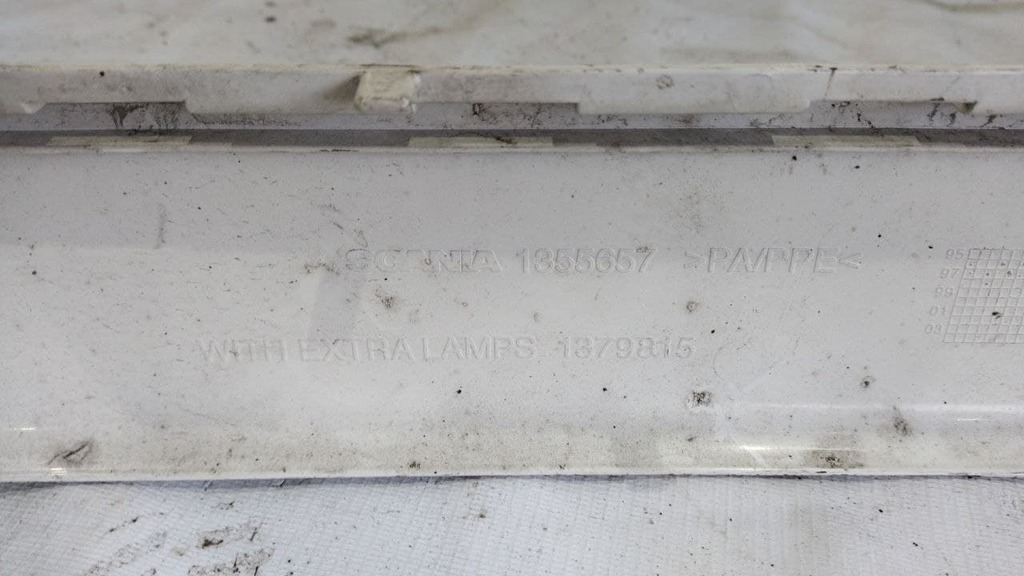 SCANIA 1355657 >PA/PPE<
WITH EXTRA LAMPS 1379815
95
97
99
01
03